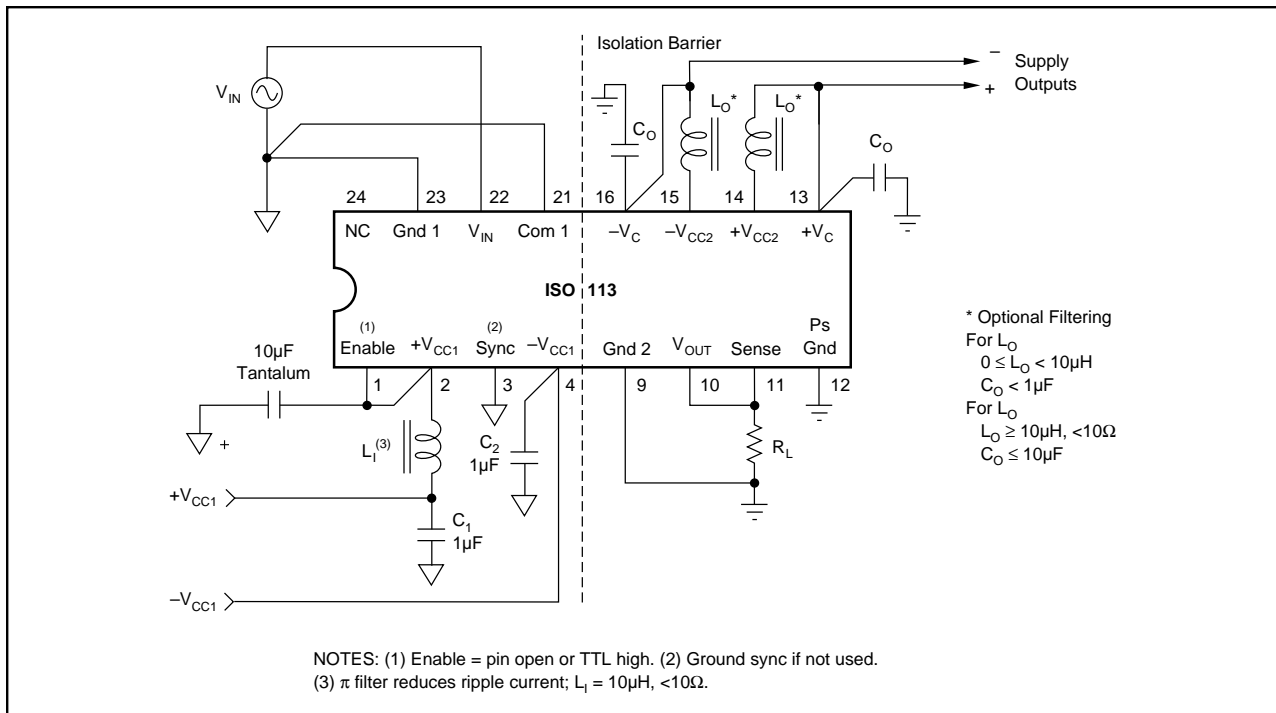 Isolation Barrier
– Supply
+ Outputs
V_IN
L_O*
L_O*
C_O
C_O
24 23 22 21 16 15 14 13
NC Gnd 1 V_IN Com 1 –V_C –V_CC2 +V_CC2 +V_C
ISO 113
(1) (2)
Enable +V_CC1 Sync –V_CC1 Gnd 2 V_OUT Sense Ps Gnd
1 2 3 4 9 10 11 12
10µF
Tantalum
+
L_I(3)
C_2
1µF
R_L
+V_CC1
C_1
1µF
–V_CC1
* Optional Filtering
For L_O
0 ≤ L_O < 10µH
C_O < 1µF
For L_O
L_O ≥ 10µH, <10Ω
C_O ≤ 10µF
NOTES: (1) Enable = pin open or TTL high. (2) Ground sync if not used.
(3) π filter reduces ripple current; L_I = 10µH, <10Ω.